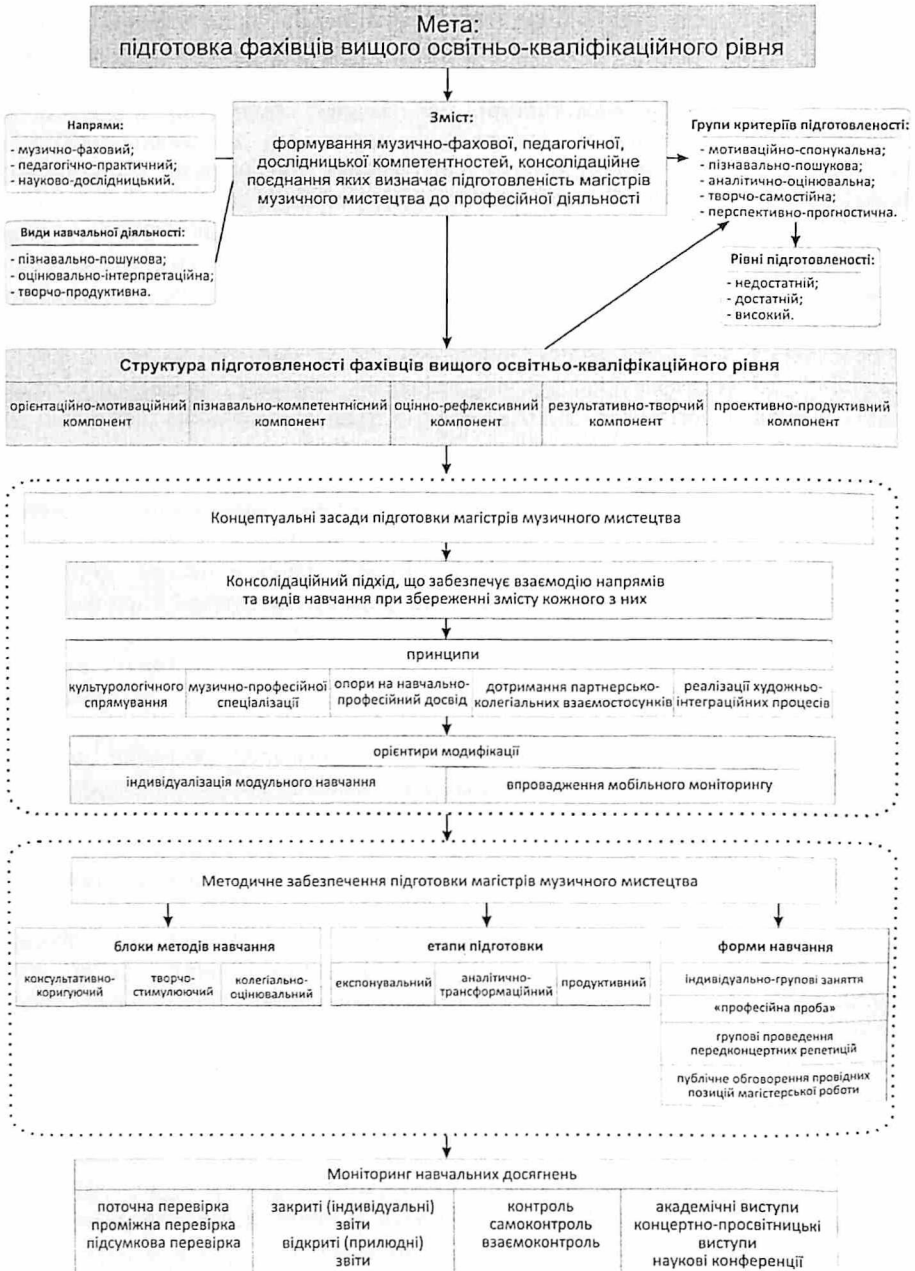 Мета:
підготовка фахівців вищого освітньо-кваліфікаційного рівня
Напрями:
- музично-фаховий;
- педагогічно-практичний;
- науково-дослідницький.
Види навчальної діяльності:
- пізнавально-пошукова;
- оцінювально-інтерпретаційна;
- творчо-продуктивна.
Зміст:
формування музично-фахової, педагогічної,
дослідницької компетентностей, консолідаційне
поєднання яких визначає підготовленість магістрів
музичного мистецтва до професійної діяльності
Групи критеріїв підготовленості:
- мотиваційно-спонукальна;
- пізнавально-пошукова;
- аналітично-оцінювальна;
- творчо-самостійна;
- перспективно-прогностична.
Рівні підготовленості:
- недостатній;
- достатній;
- високий.
Структура підготовленості фахівців вищого освітньо-кваліфікаційного рівня
орієнтаційно-мотиваційний
компонент
пізнавально-компетентнісний
компонент
оцінно-рефлексивний
компонент
результативно-творчий
компонент
проективно-продуктивний
компонент
Концептуальні засади підготовки магістрів музичного мистецтва
Консолідаційний підхід, що забезпечує взаємодію напрямів
та видів навчання при збереженні змісту кожного з них
принципи
культурологічного
спрямування
музично-професійної
спеціалізації
опори на навчально-
професійний досвід
дотримання партнерсько-
колегіальних взаємостосунків
реалізації художньо-
інтеграційних процесів
орієнтири модифікації
індивідуалізація модульного навчання
впровадження мобільного моніторингу
Методичне забезпечення підготовки магістрів музичного мистецтва
блоки методів навчання
консультативно-
коригуючий
творчо-
стимулюючий
колегіально-
оцінювальний
етапи підготовки
експонувальний
аналітично-
трансформаційний
продуктивний
форми навчання
індивідуально-групові заняття
«професійна проба»
групові проведення
передконцертних репетицій
публічне обговорення провідних
позицій магістерської роботи
Моніторинг навчальних досягнень
поточна перевірка
проміжна перевірка
підсумкова перевірка
закриті (індивідуальні)
звіти
відкриті (прилюдні)
звіти
контроль
самоконтроль
взаємоконтроль
академічні виступи
концертно-просвітницькі
виступи
наукові конференції